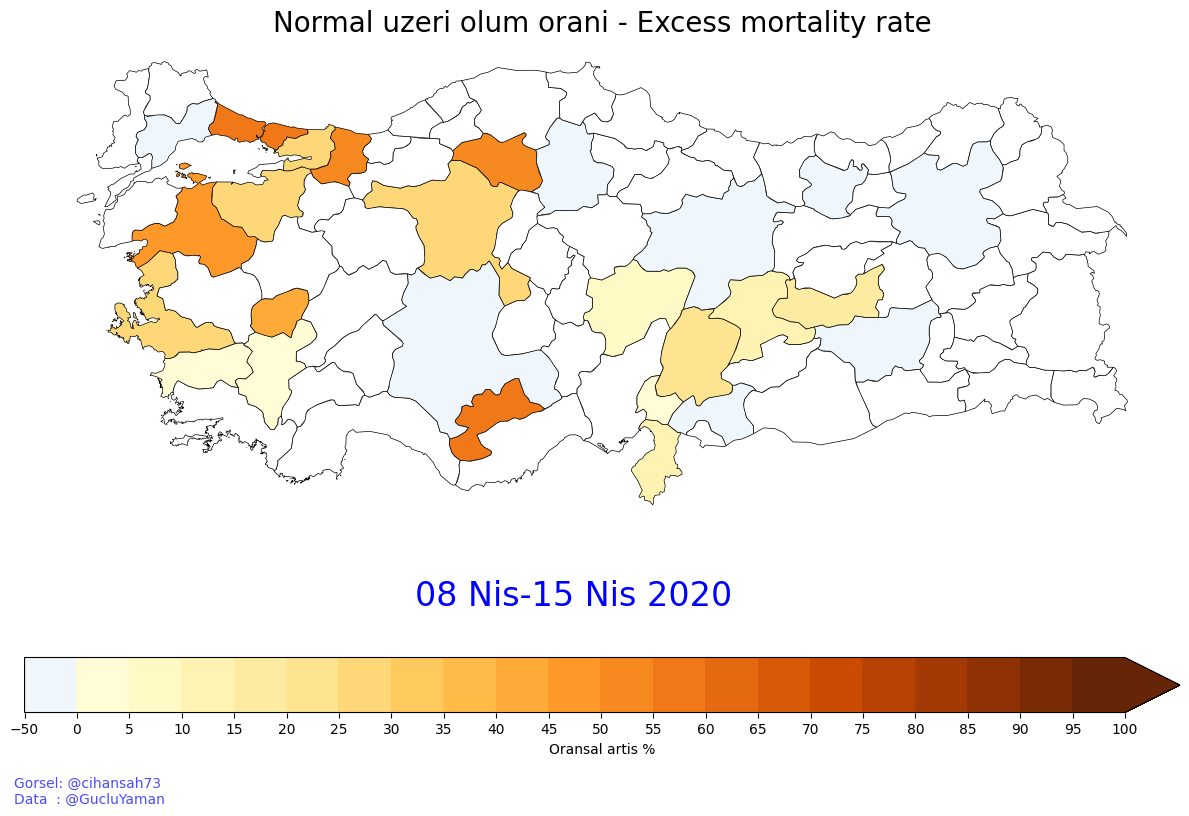 Normal uzeri olum orani - Excess mortality rate
08 Nis-15 Nis 2020
−50 0 5 10 15 20 25 30 35 40 45 50 55 60 65 70 75 80 85 90 95 100
Oransal artis %
Gorsel: @cihansah73
Data : @GucluYaman